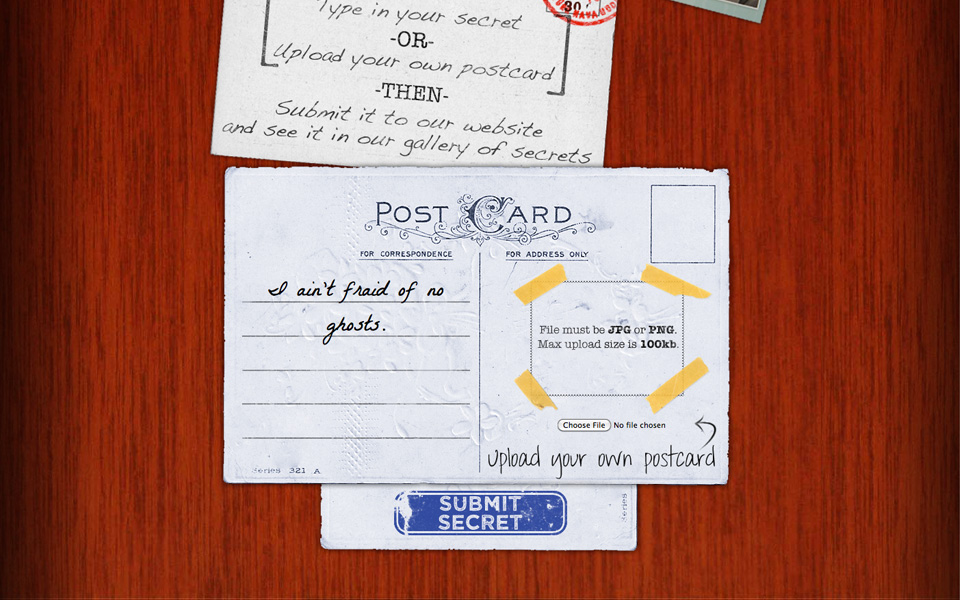 Type in your secret
-OR-
Upload your own postcard
-THEN-
Submit it to our website
and see it in our gallery of secrets
30
POST CARD
FOR CORRESPONDENCE
FOR ADDRESS ONLY
I ain't fraid of no
ghosts.
File must be JPG or PNG.
Max upload size is 100kb.
Choose File No file chosen
Upload your own postcard
Series 321 A
SUBMIT
SECRET